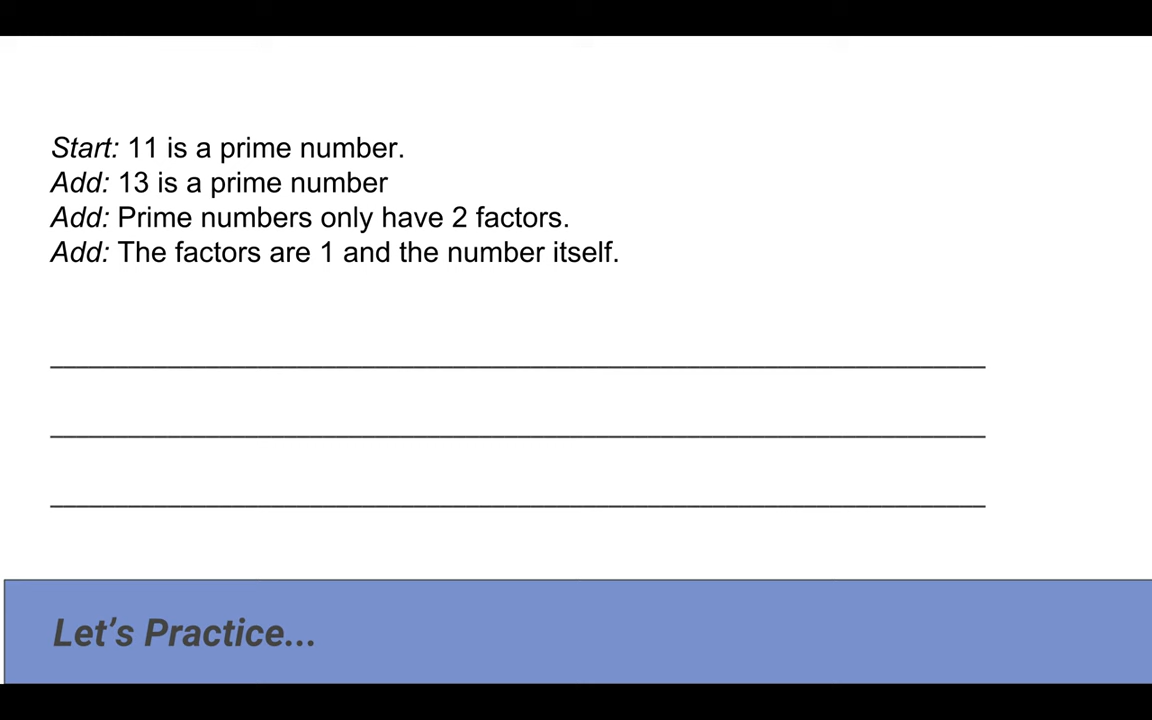 Start: 11 is a prime number.
Add: 13 is a prime number
Add: Prime numbers only have 2 factors.
Add: The factors are 1 and the number itself.
Let's Practice...